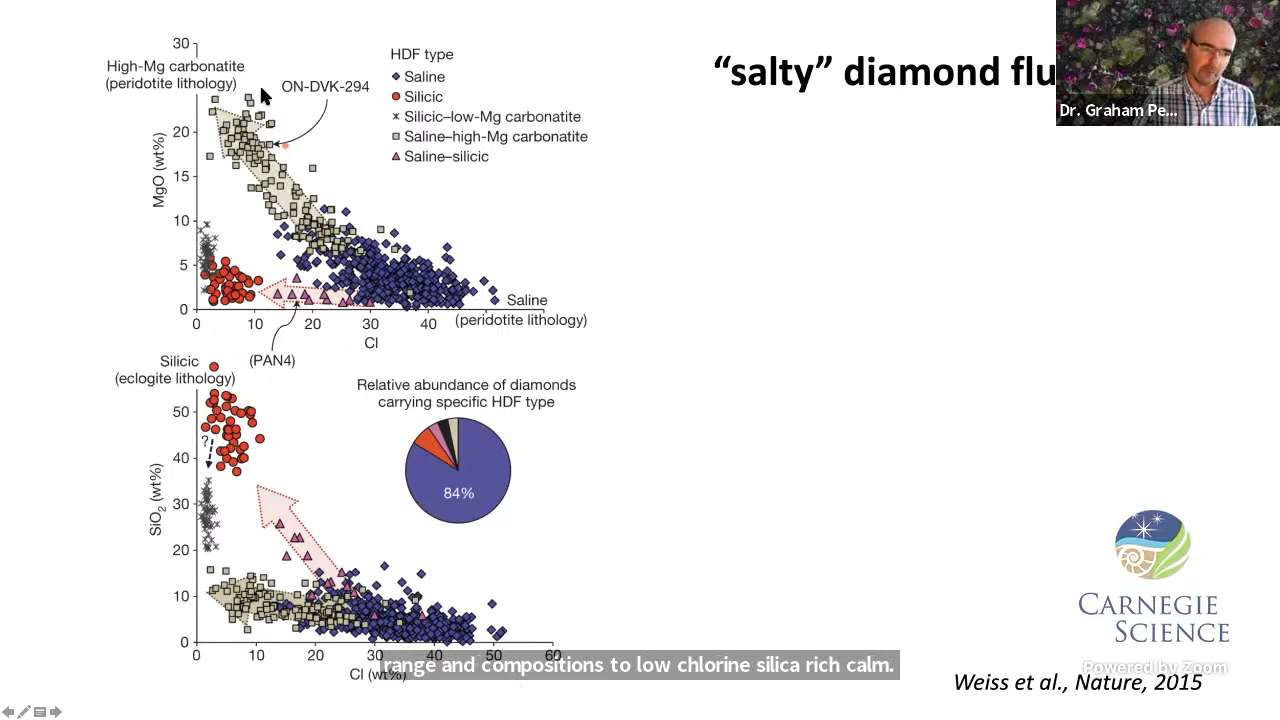 "salty" diamond flu
Dr. Graham Pe...
30
High-Mg carbonatite
(peridotite lithology)
ON-DVK-294
HDF type
Saline
Silicic
Silicic–low-Mg carbonatite
Saline–high-Mg carbonatite
Saline–silicic
MgO (wt%)
20
15
10
5
0
0
10
20
30
40
Saline
(peridotite lithology)
Cl
(PAN4)
Silicic
(eclogite lithology)
Relative abundance of diamonds
carrying specific HDF type
84%
SiO2 (wt%)
50
40
30
20
10
0
?
0
10
20
30
40
50
60
Cl (wt%)
range and compositions to low chlorine silica rich calm.
CARNEGIE
SCIENCE
Powered by Zoom
Weiss et al., Nature, 2015